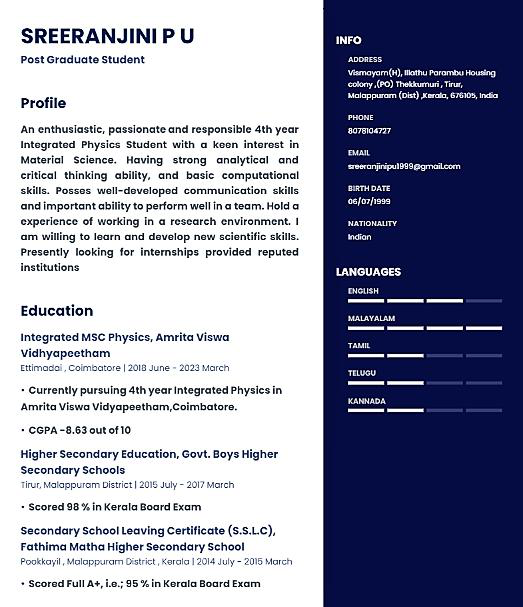 SREERANJINI P U
Post Graduate Student
Profile
An enthusiastic, passionate and responsible 4th year
Integrated Physics Student with a keen interest in
Material Science. Having strong analytical and
critical thinking ability, and basic computational
skills. Posses well-developed communication skills
and important ability to perform well in a team. Hold a
experience of working in a research environment. I
am willing to learn and develop new scientific skills.
Presently looking for internships provided reputed
institutions
Education
Integrated MSC Physics, Amrita Viswa
Vidhyapeetham
Ettimadai , Coimbatore | 2018 June - 2023 March
• Currently pursuing 4th year Integrated Physics in
Amrita Viswa Vidyapeetham,Coimbatore.
• CGPA -8.63 out of 10
Higher Secondary Education, Govt. Boys Higher
Secondary Schools
Tirur, Malappuram District | 2015 July - 2017 March
• Scored 98 % in Kerala Board Exam
Secondary School Leaving Certificate (S.S.L.C),
Fathima Matha Higher Secondary School
Pookkayil , Malappuram District , Kerala | 2014 July - 2015 March
• Scored Full A+, i.e.; 95 % in Kerala Board Exam
INFO
ADDRESS
Vismayam(H), Illathu Parambu Housing
colony ,(PO) Thekkumuri , Tirur,
Malappuram (Dist) ,Kerala, 676105, India
PHONE
8078104727
EMAIL
sreeranjinipu1999@gmail.com
BIRTH DATE
06/07/1999
NATIONALITY
Indian
LANGUAGES
ENGLISH
MALAYALAM
TAMIL
TELUGU
KANNADA